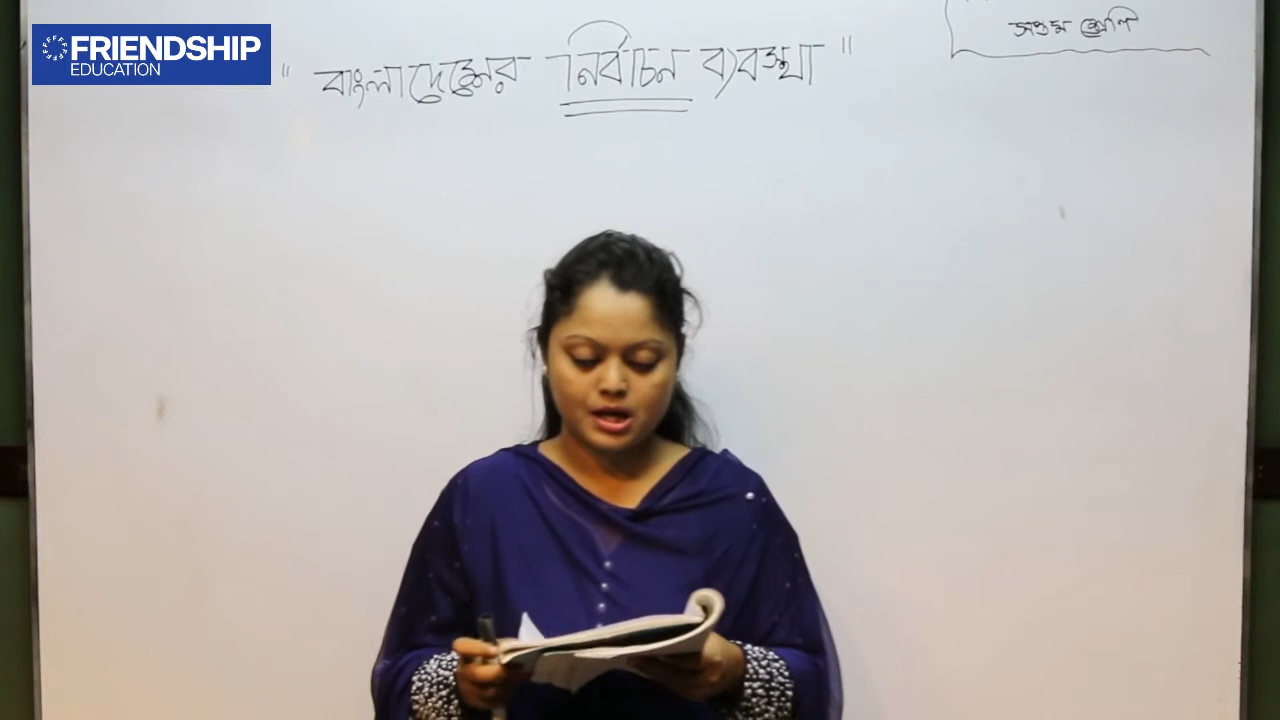 FRIENDSHIP
EDUCATION
" বাংলাদেশের নির্বাচন ব্যবস্থা "
সপ্তম শ্রেণি